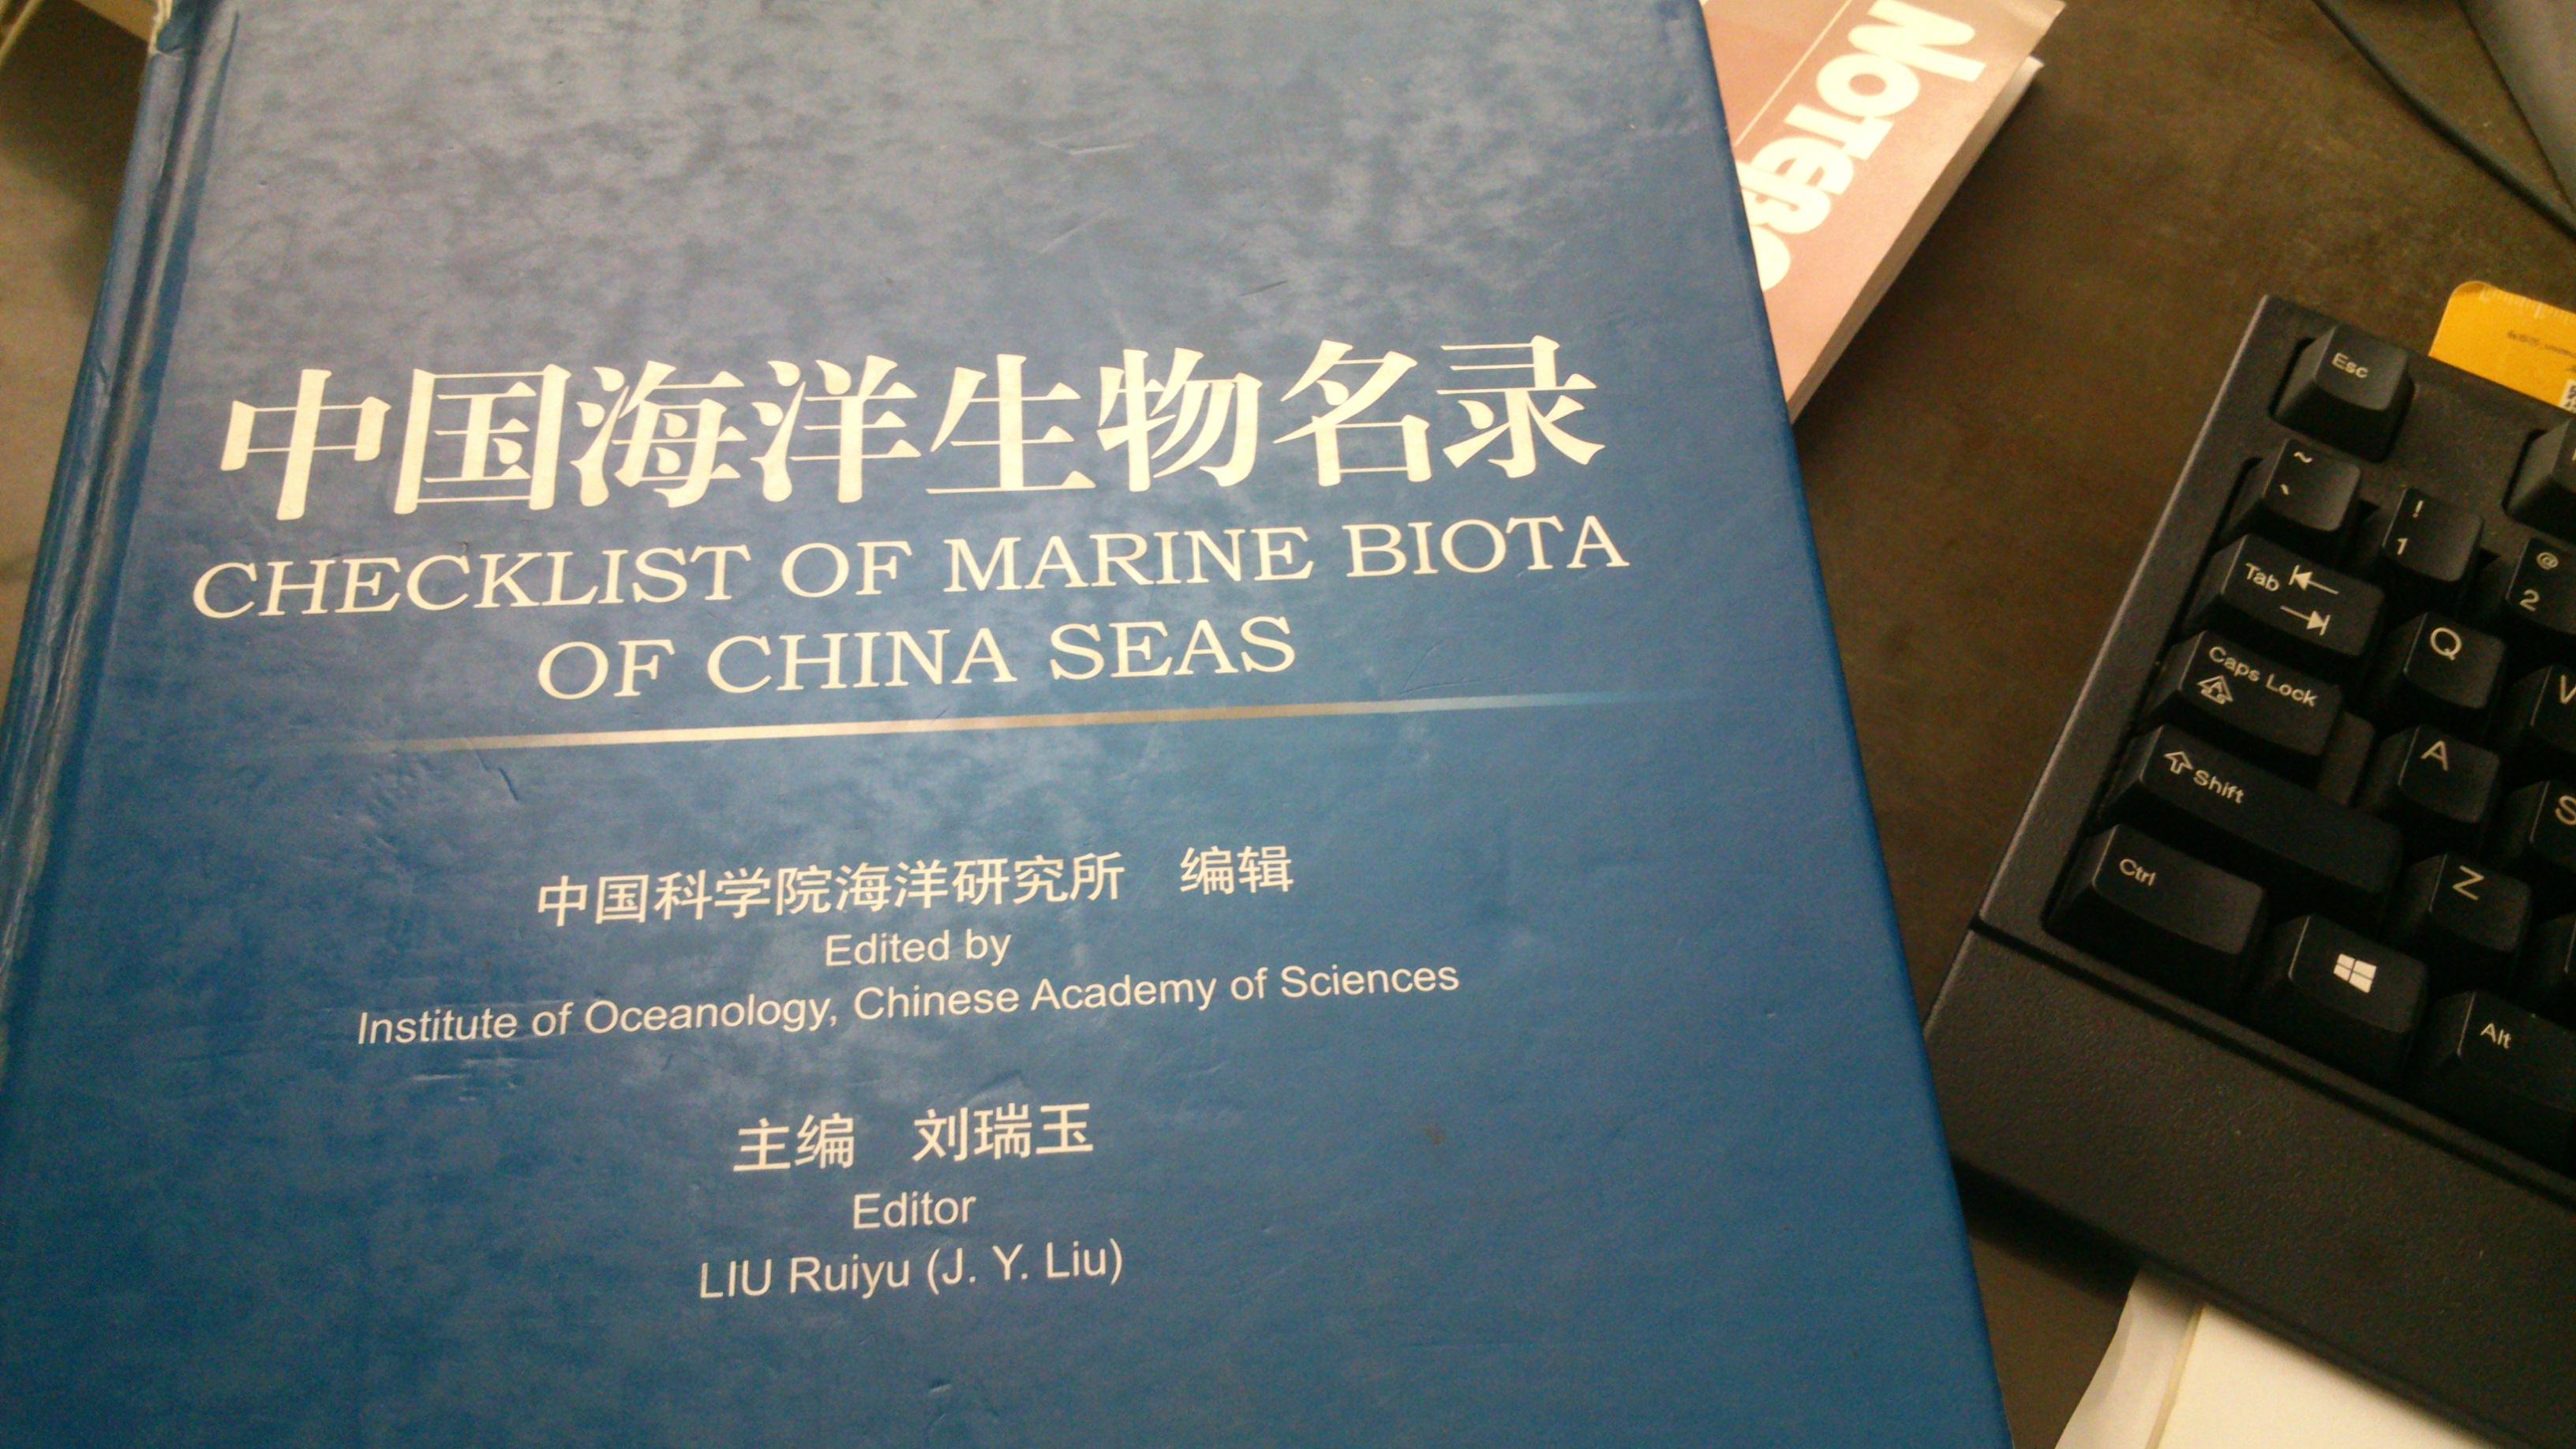 中国海洋生物名录
CHECKLIST OF MARINE BIOTA
OF CHINA SEAS
中国科学院海洋研究所 编辑
Edited by
Institute of Oceanology, Chinese Academy of Sciences
主编 刘瑞玉
Editor
LIU Ruiyu (J. Y. Liu)
Esc
~ `
! 1
@ 2
Tab
Q
Caps Lock
A
Shift
Z
Ctrl
Alt